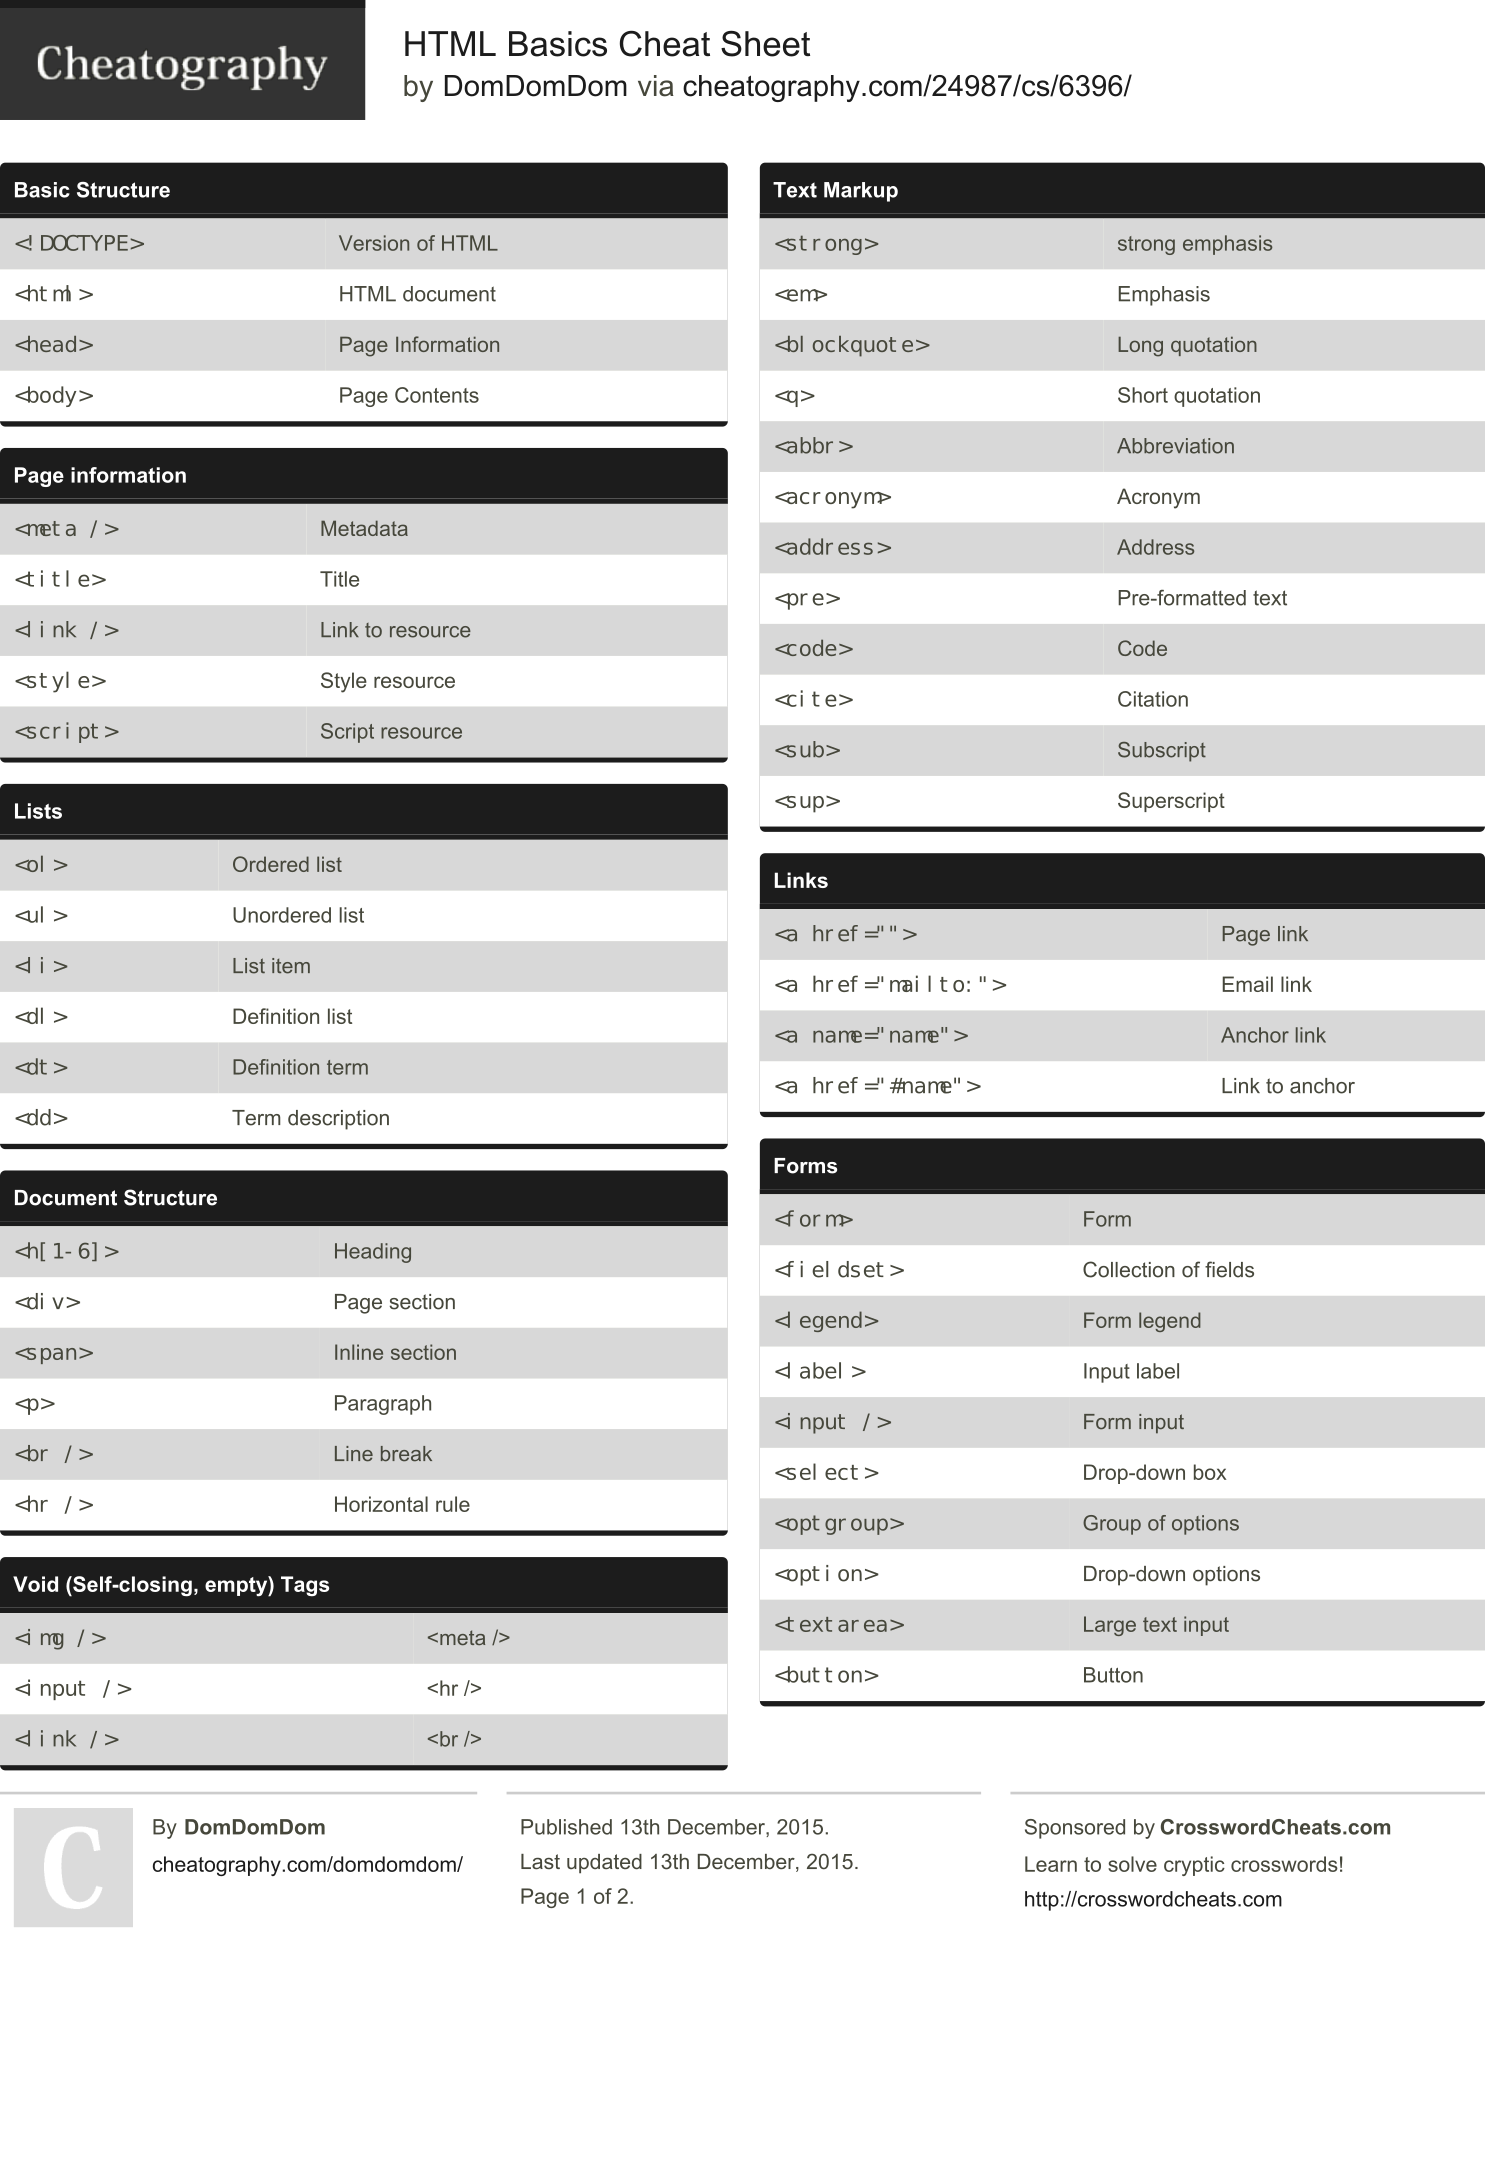 Cheatography
HTML Basics Cheat Sheet
by DomDomDom via cheatography.com/24987/cs/6396/
Basic Structure
<!DOCTYPE> Version of HTML
<html> HTML document
<head> Page Information
<body> Page Contents
Page information
<meta /> Metadata
<title> Title
<link /> Link to resource
<style> Style resource
<script> Script resource
Lists
<ol> Ordered list
<ul> Unordered list
<li> List item
<dl> Definition list
<dt> Definition term
<dd> Term description
Document Structure
<h[1-6]> Heading
<div> Page section
<span> Inline section
<p> Paragraph
<br /> Line break
<hr /> Horizontal rule
Void (Self-closing, empty) Tags
<img /> <meta />
<input /> <hr />
<link /> <br />
Text Markup
<strong> strong emphasis
<em> Emphasis
<blockquote> Long quotation
<q> Short quotation
<abbr> Abbreviation
<acronym> Acronym
<address> Address
<pre> Pre-formatted text
<code> Code
<cite> Citation
<sub> Subscript
<sup> Superscript
Links
<a href=""> Page link
<a href="mailto:"> Email link
<a name="name"> Anchor link
<a href="#name"> Link to anchor
Forms
<form> Form
<fieldset> Collection of fields
<legend> Form legend
<label> Input label
<input /> Form input
<select> Drop-down box
<optgroup> Group of options
<option> Drop-down options
<textarea> Large text input
<button> Button
C
By DomDomDom
cheatography.com/domdomdom/
Published 13th December, 2015.
Last updated 13th December, 2015.
Page 1 of 2.
Sponsored by CrosswordCheats.com
Learn to solve cryptic crosswords!
http://crosswordcheats.com